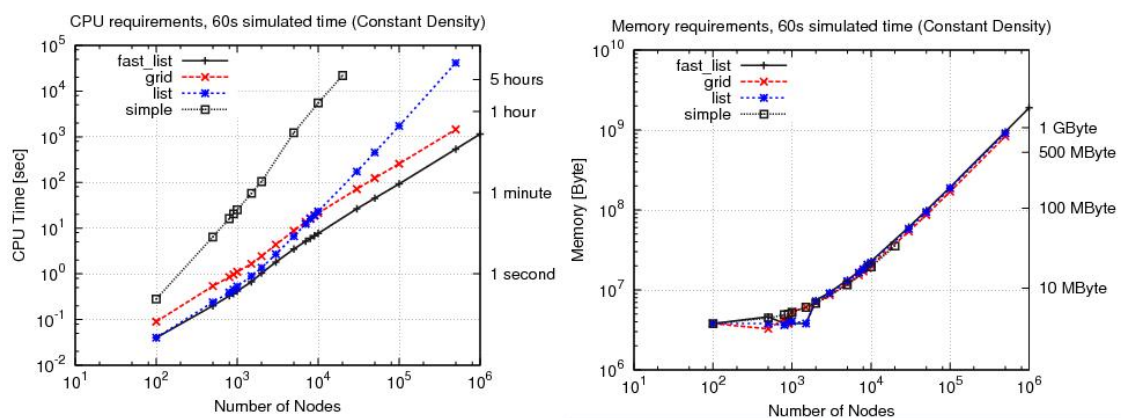 CPU requirements, 60s simulated time (Constant Density)
CPU Time [sec]
10^5
10^4
10^3
10^2
10^1
10^0
10^-1
10^-2
fast_list
grid
list
simple
5 hours
1 hour
1 minute
1 second
10^1 10^2 10^3 10^4 10^5 10^6
Number of Nodes
Memory requirements, 60s simulated time (Constant Density)
Memory [Byte]
10^10
10^9
10^8
10^7
10^6
fast_list
grid
list
simple
1 GByte
500 MByte
100 MByte
10 MByte
10^1 10^2 10^3 10^4 10^5 10^6
Number of Nodes